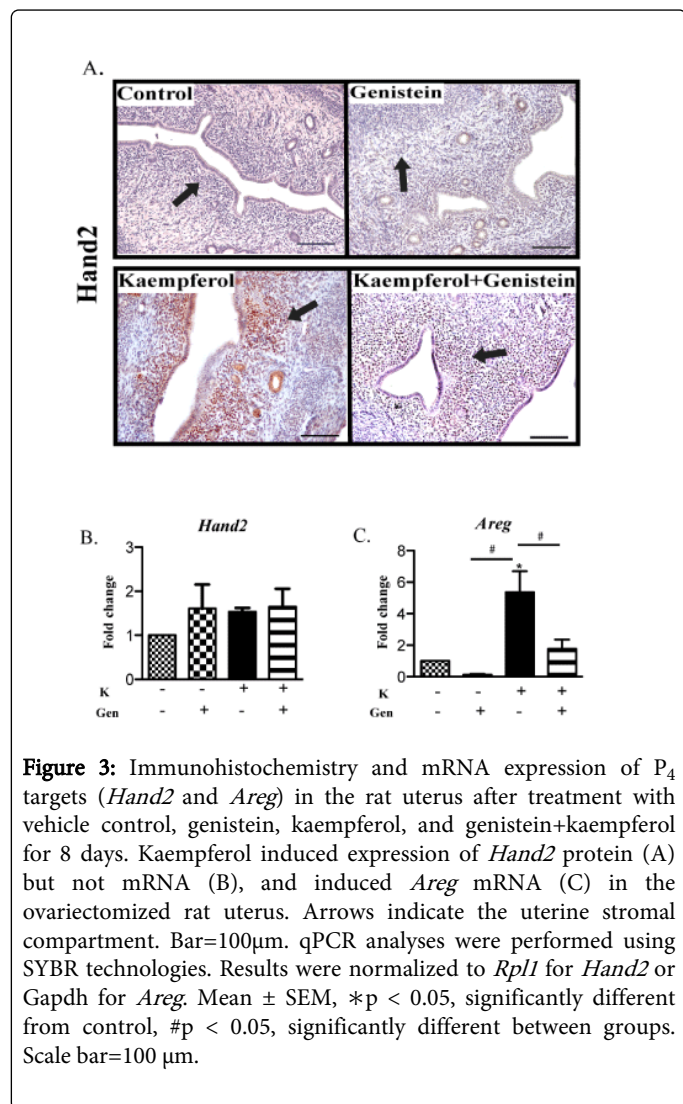 A.
Control
Genistein
Hand2
Kaempferol
Kaempferol+Genistein
B.
Hand2
Fold change
3
2
1
0
K - - + +
Gen - + - +
C.
Areg
Fold change
8
6
4
2
0
#
#
*
K - - + +
Gen - + - +
Figure 3: Immunohistochemistry and mRNA expression of P₄
targets (Hand2 and Areg) in the rat uterus after treatment with
vehicle control, genistein, kaempferol, and genistein+kaempferol
for 8 days. Kaempferol induced expression of Hand2 protein (A)
but not mRNA (B), and induced Areg mRNA (C) in the
ovariectomized rat uterus. Arrows indicate the uterine stromal
compartment. Bar=100μm. qPCR analyses were performed using
SYBR technologies. Results were normalized to Rpl1 for Hand2 or
Gapdh for Areg. Mean ± SEM, ∗p < 0.05, significantly different
from control, #p < 0.05, significantly different between groups.
Scale bar=100 μm.